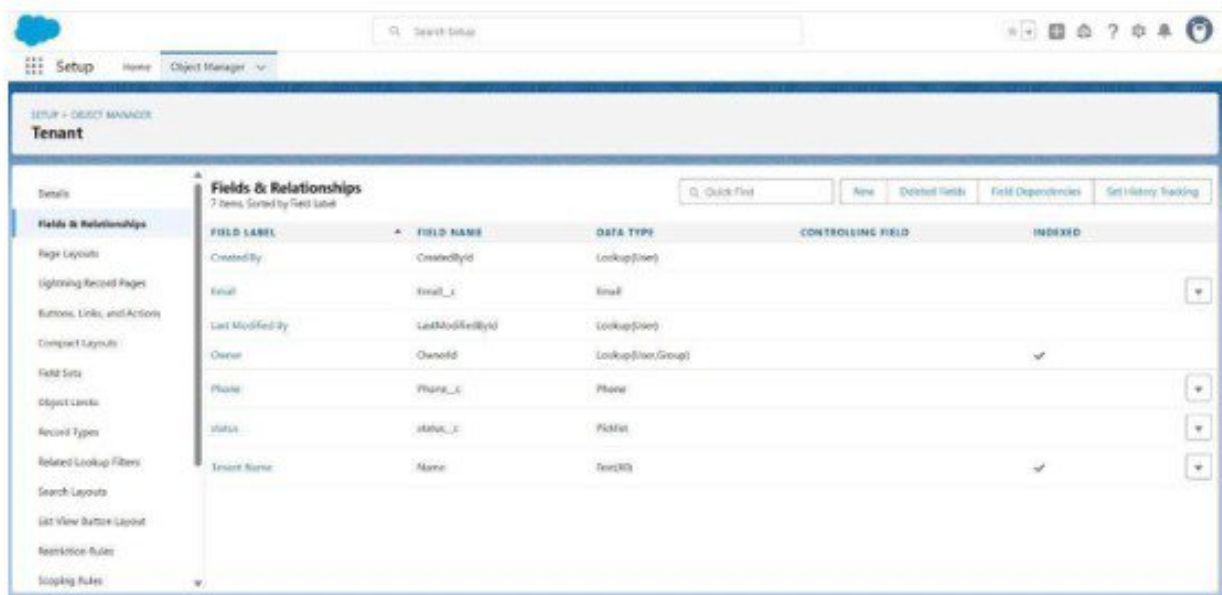 Search Setup
Setup Home Object Manager
SETUP > OBJECT MANAGER
Tenant
Details
Fields & Relationships
Page Layouts
Lightning Record Pages
Buttons, Links, and Actions
Compact Layouts
Field Sets
Object Limits
Record Types
Related Lookup Filters
Search Layouts
List View Button Layout
Restriction Rules
Scoping Rules
Fields & Relationships
7 Items, Sorted by Field Label
Quick Find New Deleted Fields Field Dependencies Set History Tracking
FIELD LABEL FIELD NAME DATA TYPE CONTROLLING FIELD INDEXED
Created By CreatedById Lookup(User)
Email Email__c Email
Last Modified By LastModifiedById Lookup(User)
Owner OwnerId Lookup(User,Group)
Phone Phone__c Phone
status status__c Picklist
Tenant Name Name Text(80)